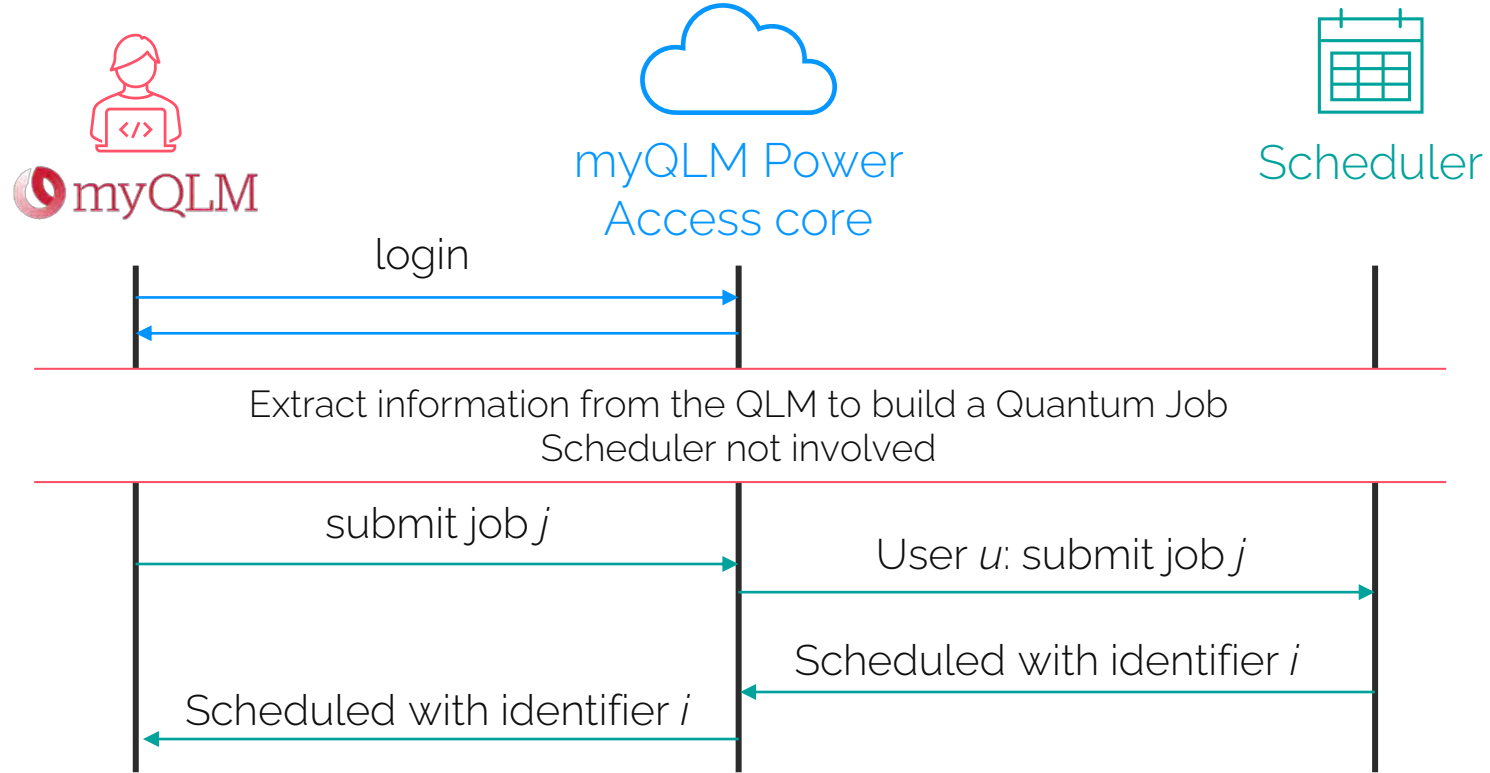 </>
myQLM
myQLM Power
Access core
Scheduler
login
Extract information from the QLM to build a Quantum Job
Scheduler not involved
submit job j
User u: submit job j
Scheduled with identifier i
Scheduled with identifier i